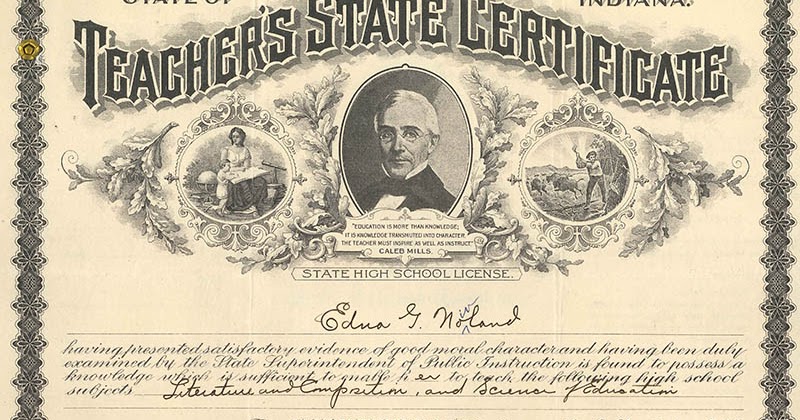 STATE OF INDIANA.
TEACHER'S STATE CERTIFICATE
"EDUCATION IS MORE THAN KNOWLEDGE;
IT IS KNOWLEDGE TRANSMUTED INTO CHARACTER
THE TEACHER MUST INSPIRE AS WELL AS INSTRUCT."
CALEB MILLS.
STATE HIGH SCHOOL LICENSE.
in
Edna G. Noland
having presented satisfactory evidence of good moral character and having been duly
examined by the State Superintendent of Public Instruction is found to possess a
knowledge which is sufficient to make her to teach the following high school
subjects Literature and Composition, and Science of Education